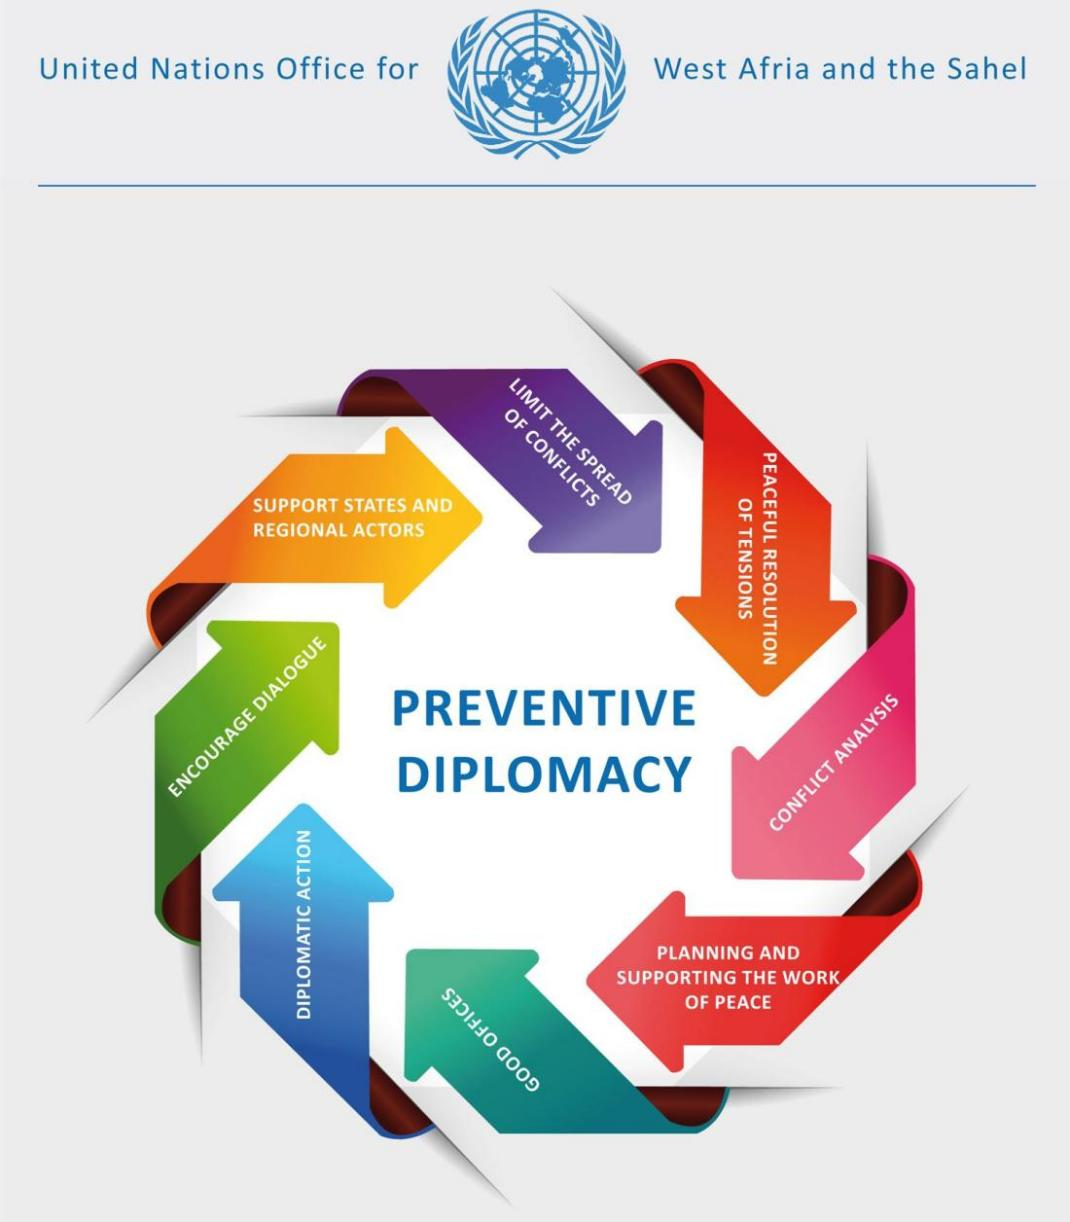 United Nations Office for West Afria and the Sahel
LIMIT THE SPREAD
OF CONFLICTS
PEACEFUL RESOLUTION
OF TENSIONS
CONFLICT ANALYSIS
PLANNING AND
SUPPORTING THE WORK
OF PEACE
GOOD OFFICES
DIPLOMATIC ACTION
ENCOURAGE DIALOGUE
SUPPORT STATES AND
REGIONAL ACTORS
PREVENTIVE
DIPLOMACY